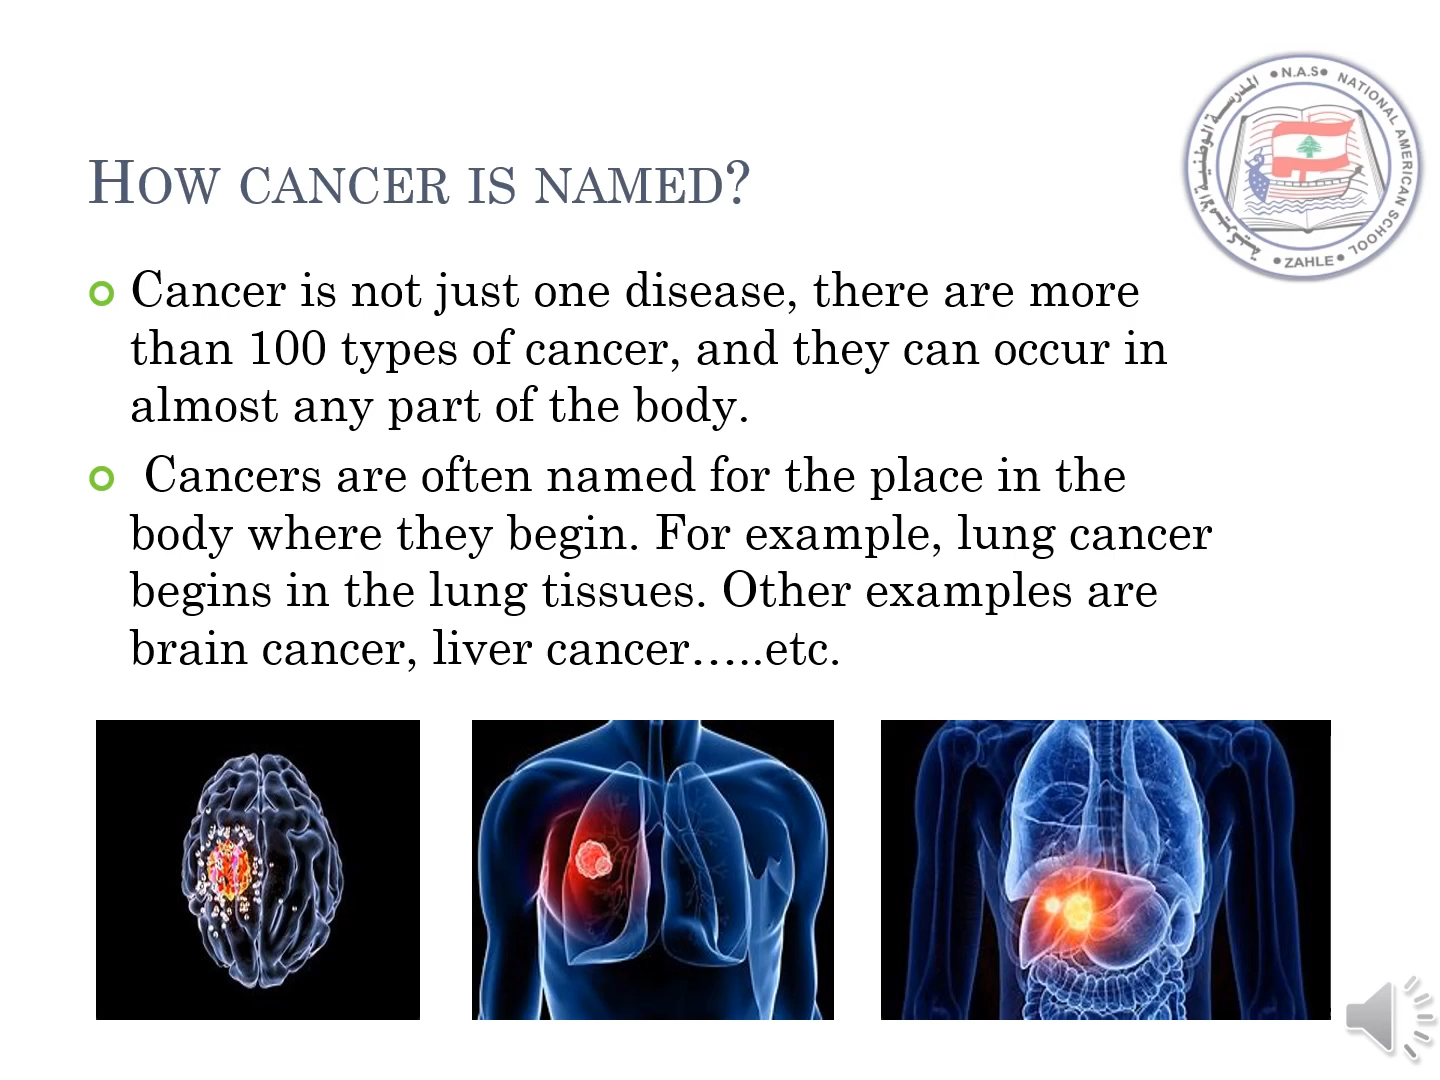 •N.A.S• NATIONAL AMERICAN SCHOOL
•ZAHLE•
المدرسة الوطنية الاميركية
HOW CANCER IS NAMED?
Cancer is not just one disease, there are more
than 100 types of cancer, and they can occur in
almost any part of the body.
Cancers are often named for the place in the
body where they begin. For example, lung cancer
begins in the lung tissues. Other examples are
brain cancer, liver cancer…..etc.